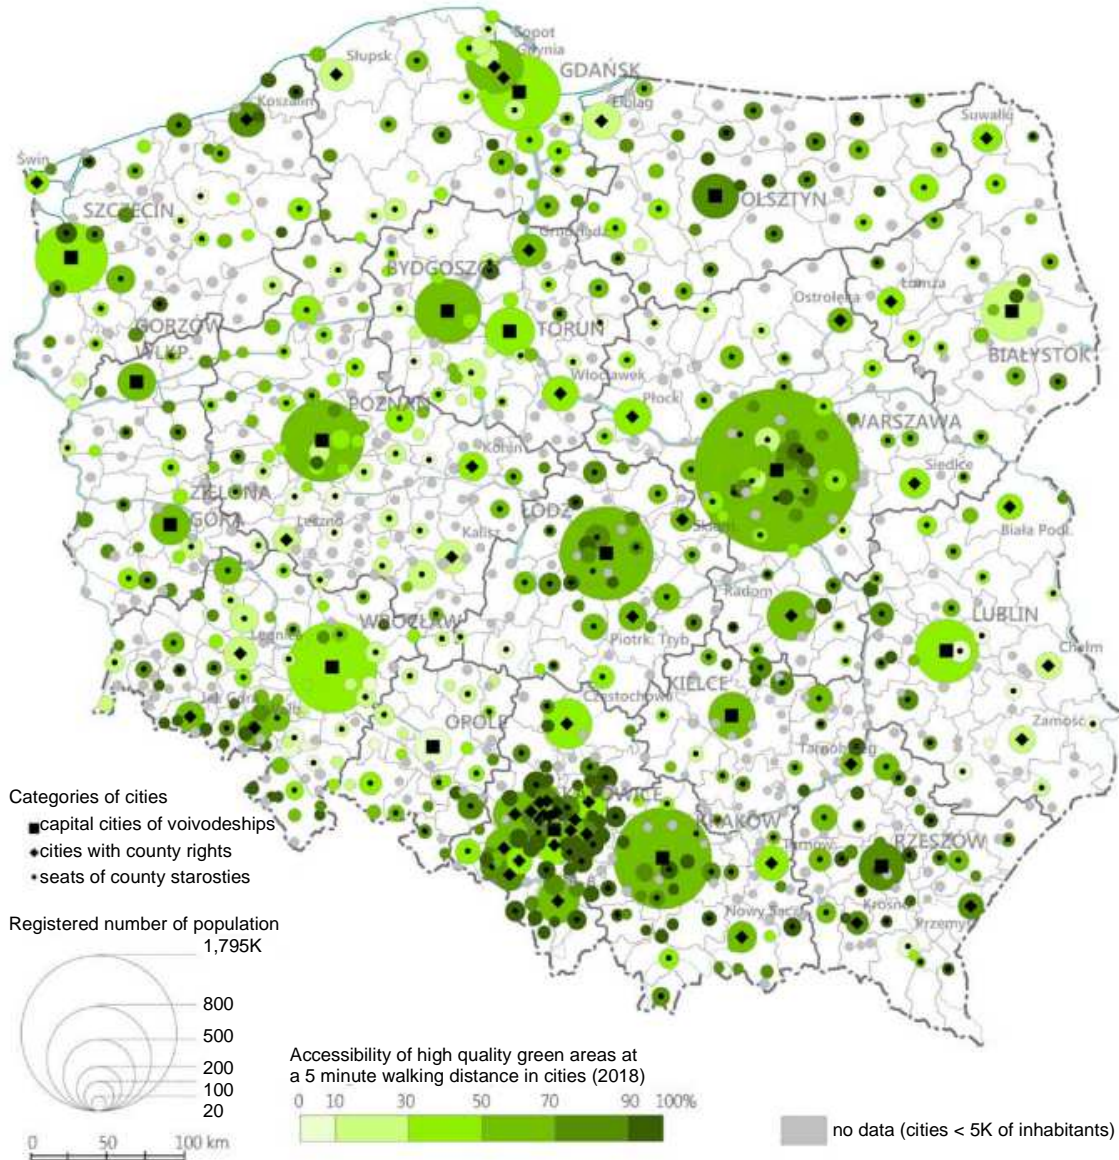 Sopot
Gdynia
GDAŃSK
Słupsk
Koszalin
Elbląg
Suwałki
Świn
SZCZECIN
OLSZTYN
Grudziądz
BYDGOSZCZ
Ostrołęka
Łomża
TORUŃ
GORZÓW
WLKP.
BIAŁYSTOK
Włocławek
Płock
POZNAŃ
WARSZAWA
Konin
Siedlce
ZIELONA
GÓRA
ŁÓDŹ
Leszno
Kalisz
Biała Podl.
Radom
LUBLIN
WROCŁAW
Legnica
Piotrk. Tryb.
Chełm
KIELCE
Częstochowa
OPOLE
Zamość
Tarnobrzeg
Categories of cities
capital cities of voivodeships
cities with county rights
seats of county starosties
KRAKÓW
Tarnów
RZESZÓW
Krosno
Nowy Sącz
Przemyśl
Registered number of population
1,795K
800
500
200
100
20
0 50 100 km
Accessibility of high quality green areas at
a 5 minute walking distance in cities (2018)
0 10 30 50 70 90 100%
no data (cities < 5K of inhabitants)